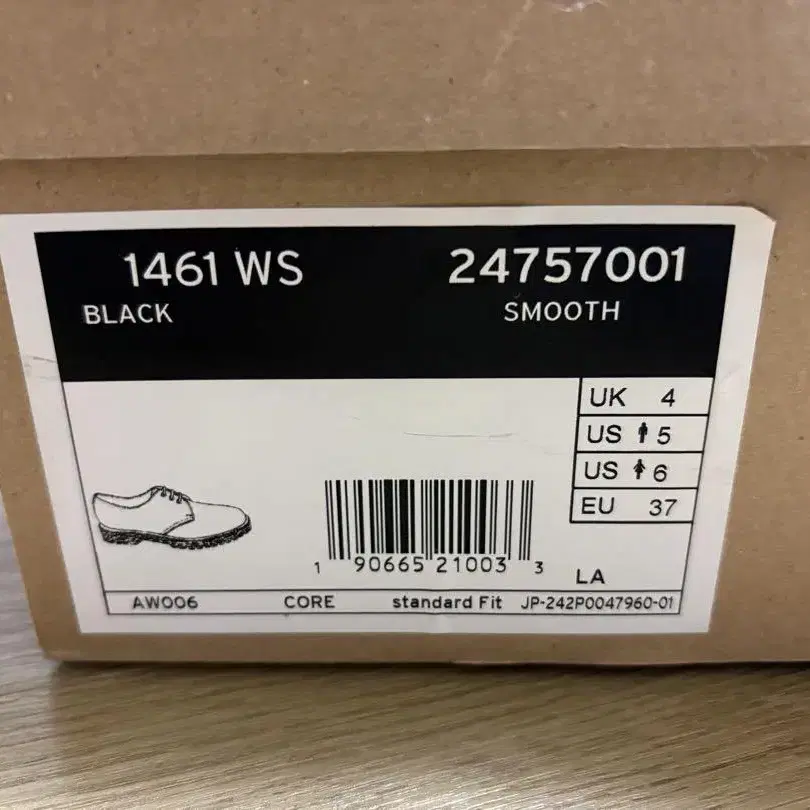 1461 WS 24757001
BLACK SMOOTH
UK 4
US 5
US 6
EU 37
1 90665 21003 3
LA
AW006 CORE standard Fit JP-242P0047960-01